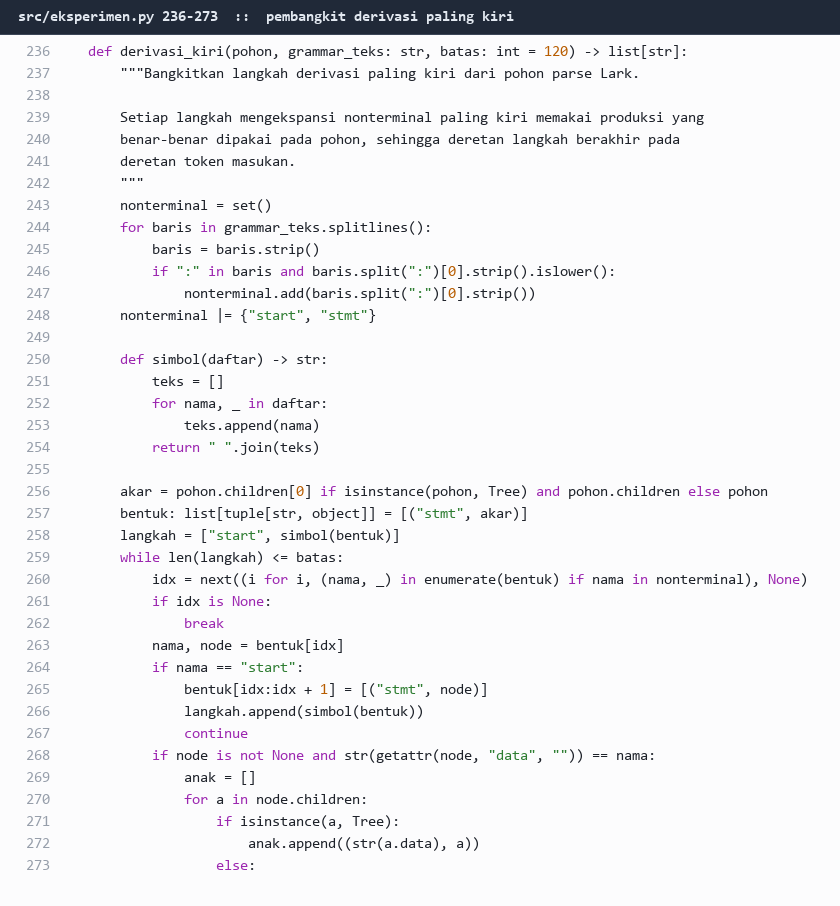 src/eksperimen.py 236-273  ::  pembangkit derivasi paling kiri
236    def derivasi_kiri(pohon, grammar_teks: str, batas: int = 120) -> list[str]:
237        """Bangkitkan langkah derivasi paling kiri dari pohon parse Lark.
238
239        Setiap langkah mengekspansi nonterminal paling kiri memakai produksi yang
240        benar-benar dipakai pada pohon, sehingga deretan langkah berakhir pada
241        deretan token masukan.
242        """
243        nonterminal = set()
244        for baris in grammar_teks.splitlines():
245            baris = baris.strip()
246            if ":" in baris and baris.split(":")[0].strip().islower():
247                nonterminal.add(baris.split(":")[0].strip())
248        nonterminal |= {"start", "stmt"}
249
250        def simbol(daftar) -> str:
251            teks = []
252            for nama, _ in daftar:
253                teks.append(nama)
254            return " ".join(teks)
255
256        akar = pohon.children[0] if isinstance(pohon, Tree) and pohon.children else pohon
257        bentuk: list[tuple[str, object]] = [("stmt", akar)]
258        langkah = ["start", simbol(bentuk)]
259        while len(langkah) <= batas:
260            idx = next((i for i, (nama, _) in enumerate(bentuk) if nama in nonterminal), None)
261            if idx is None:
262                break
263            nama, node = bentuk[idx]
264            if nama == "start":
265                bentuk[idx:idx + 1] = [("stmt", node)]
266                langkah.append(simbol(bentuk))
267                continue
268            if node is not None and str(getattr(node, "data", "")) == nama:
269                anak = []
270                for a in node.children:
271                    if isinstance(a, Tree):
272                        anak.append((str(a.data), a))
273                    else: